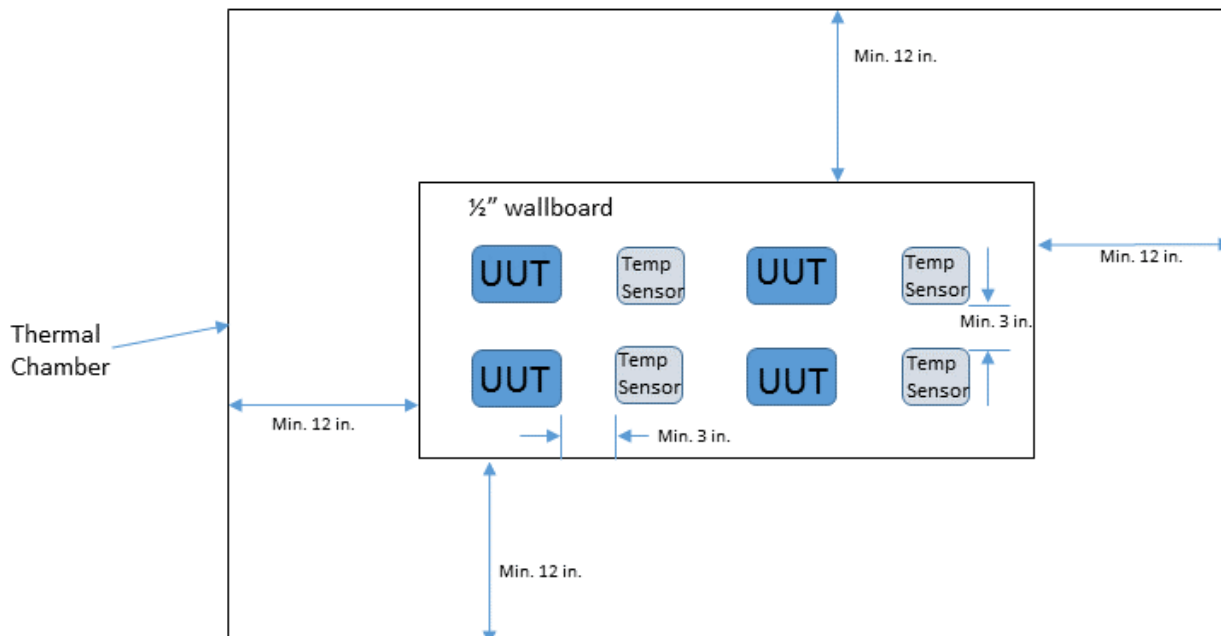 Min. 12 in.
½” wallboard
UUT
Temp
Sensor
UUT
Temp
Sensor
Min. 12 in.
Min. 3 in.
Thermal
Chamber
UUT
Temp
Sensor
UUT
Temp
Sensor
Min. 12 in.
Min. 3 in.
Min. 12 in.